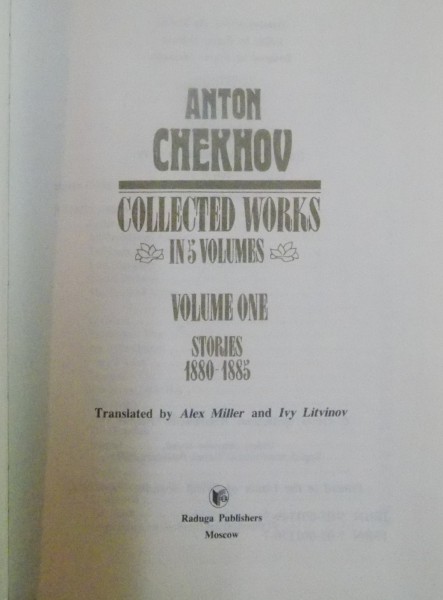 ANTON
CHEKHOV
COLLECTED WORKS
IN 5 VOLUMES
VOLUME ONE
STORIES
1880-1885
Translated by Alex Miller and Ivy Litvinov
Raduga Publishers
Moscow